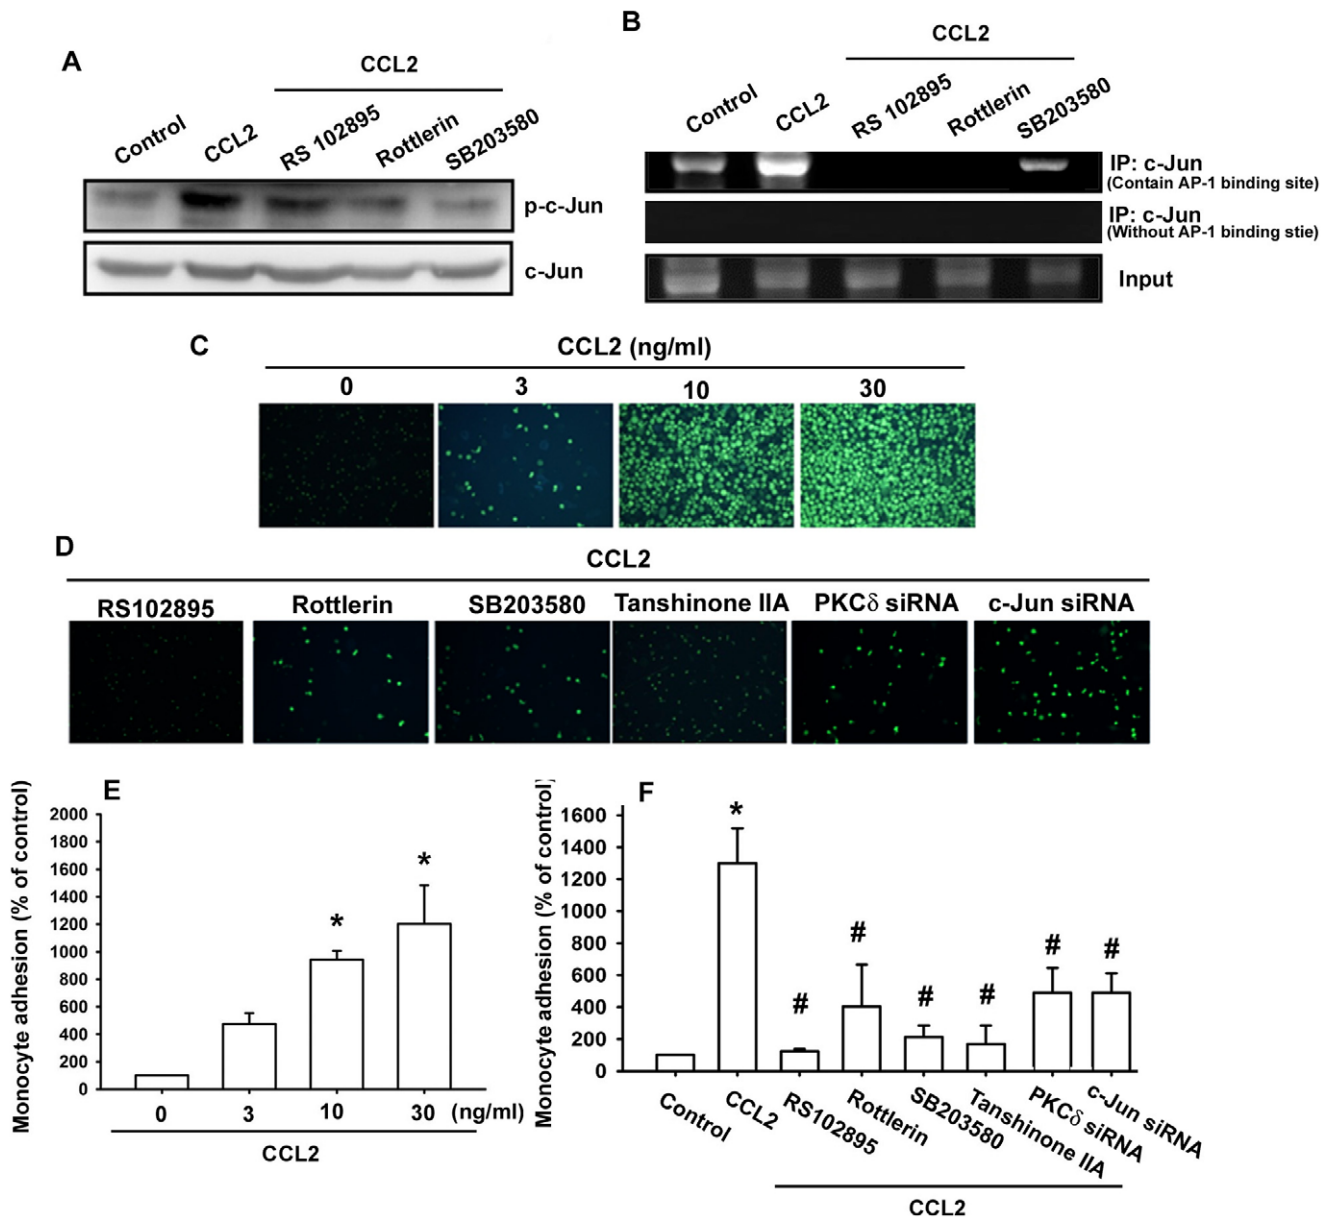 A
CCL2
Control
CCL2
RS 102895
Rottlerin
SB203580
p-c-Jun
c-Jun
B
CCL2
Control
CCL2
RS 102895
Rottlerin
SB203580
IP: c-Jun
(Contain AP-1 binding site)
IP: c-Jun
(Without AP-1 binding stie)
Input
C
CCL2 (ng/ml)
0 3 10 30
D
CCL2
RS102895 Rottlerin SB203580 Tanshinone IIA PKCδ siRNA c-Jun siRNA
E
Monocyte adhesion (% of control)
2000
1800
1600
1400
1200
1000
800
600
400
200
0
* *
0 3 10 30 (ng/ml)
CCL2
F
Monocyte adhesion (% of control)
1600
1400
1200
1000
800
600
400
200
0
* # # # # # #
Control
CCL2
RS102895
Rottlerin
SB203580
Tanshinone IIA
PKCδ siRNA
c-Jun siRNA
CCL2